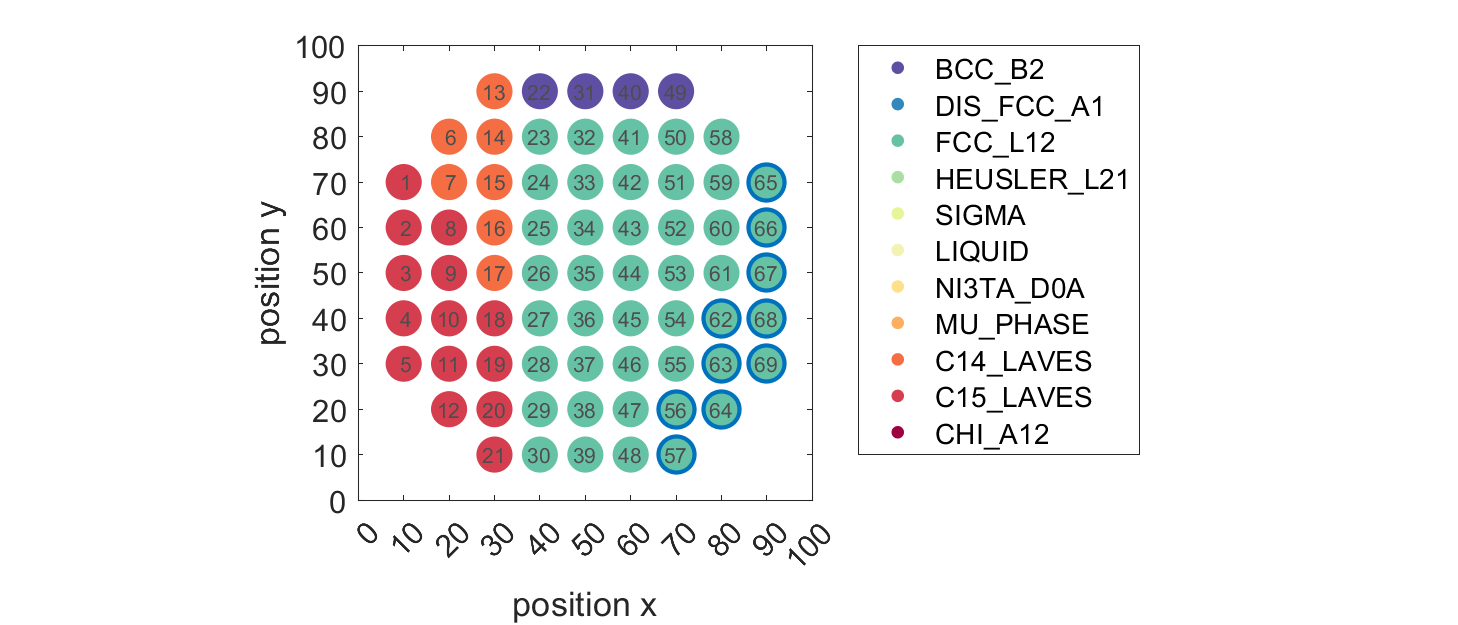 100
90
80
70
60
50
40
30
20
10
0
position y
13 22 31 40 49
6 14 23 32 41 50 58
1 7 15 24 33 42 51 59 65
2 8 16 25 34 43 52 60 66
3 9 17 26 35 44 53 61 67
4 10 18 27 36 45 54 62 68
5 11 19 28 37 46 55 63 69
12 20 29 38 47 56 64
21 30 39 48 57
0 10 20 30 40 50 60 70 80 90 100
position x
BCC_B2
DIS_FCC_A1
FCC_L12
HEUSLER_L21
SIGMA
LIQUID
NI3TA_D0A
MU_PHASE
C14_LAVES
C15_LAVES
CHI_A12